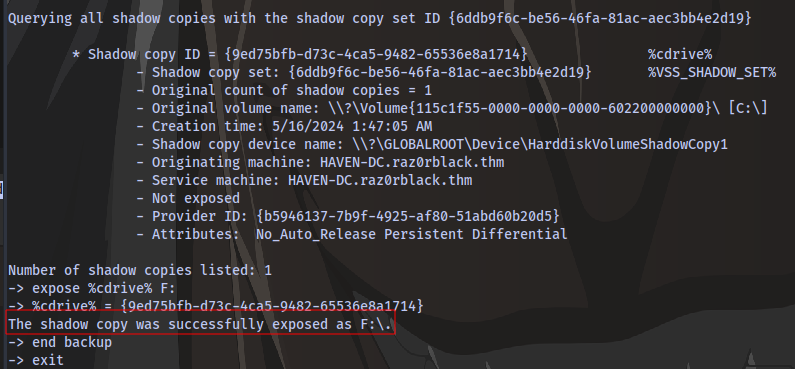 Querying all shadow copies with the shadow copy set ID {6ddb9f6c-be56-46fa-81ac-aec3bb4e2d19}
* Shadow copy ID = {9ed75bfb-d73c-4ca5-9482-65536e8a1714} %cdrive%
- Shadow copy set: {6ddb9f6c-be56-46fa-81ac-aec3bb4e2d19} %VSS_SHADOW_SET%
- Original count of shadow copies = 1
- Original volume name: \\?\Volume{115c1f55-0000-0000-0000-602200000000}\ [C:\]
- Creation time: 5/16/2024 1:47:05 AM
- Shadow copy device name: \\?\GLOBALROOT\Device\HarddiskVolumeShadowCopy1
- Originating machine: HAVEN-DC.raz0rblack.thm
- Service machine: HAVEN-DC.raz0rblack.thm
- Not exposed
- Provider ID: {b5946137-7b9f-4925-af80-51abd60b20d5}
- Attributes:  No_Auto_Release Persistent Differential
Number of shadow copies listed: 1
-> expose %cdrive% F:
-> %cdrive% = {9ed75bfb-d73c-4ca5-9482-65536e8a1714}
The shadow copy was successfully exposed as F:\.
-> end backup
-> exit